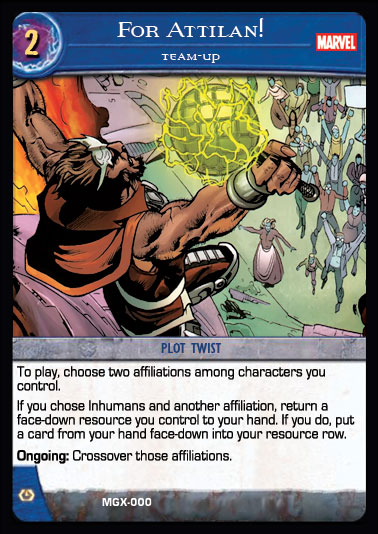 For Attilan!
team-up
2
MARVEL
PLOT TWIST
To play, choose two affiliations among characters you
control.
If you chose Inhumans and another affiliation, return a
face-down resource you control to your hand. If you do, put
a card from your hand face-down into your resource row.
Ongoing: Crossover those affiliations.
MGX-000